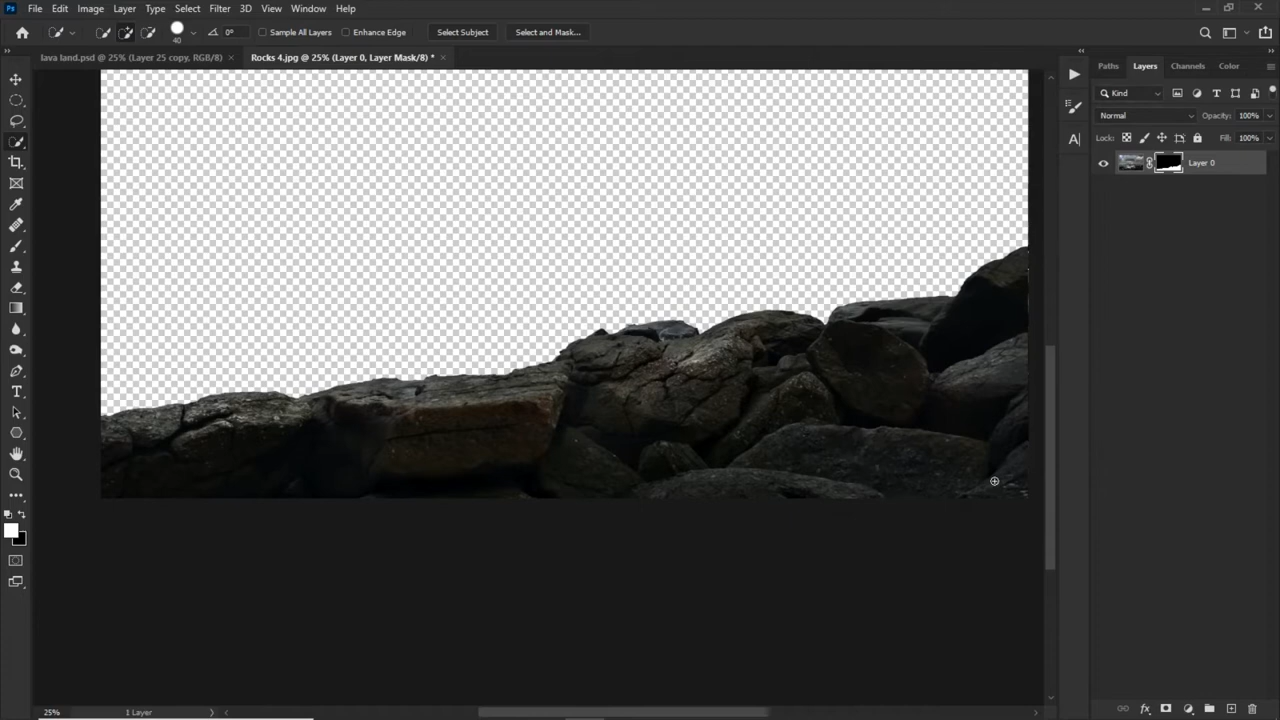 Ps File Edit Image Layer Type Select Filter 3D View Window Help
40 0° Sample All Layers Enhance Edge Select Subject Select and Mask...
lava land.psd @ 25% (Layer 25 copy, RGB/8) × Rocks 4.jpg @ 25% (Layer 0, Layer Mask/8) * ×
Paths Layers Channels Color
Kind
Normal Opacity: 100%
Lock: Fill: 100%
Layer 0
25% 1 Layer